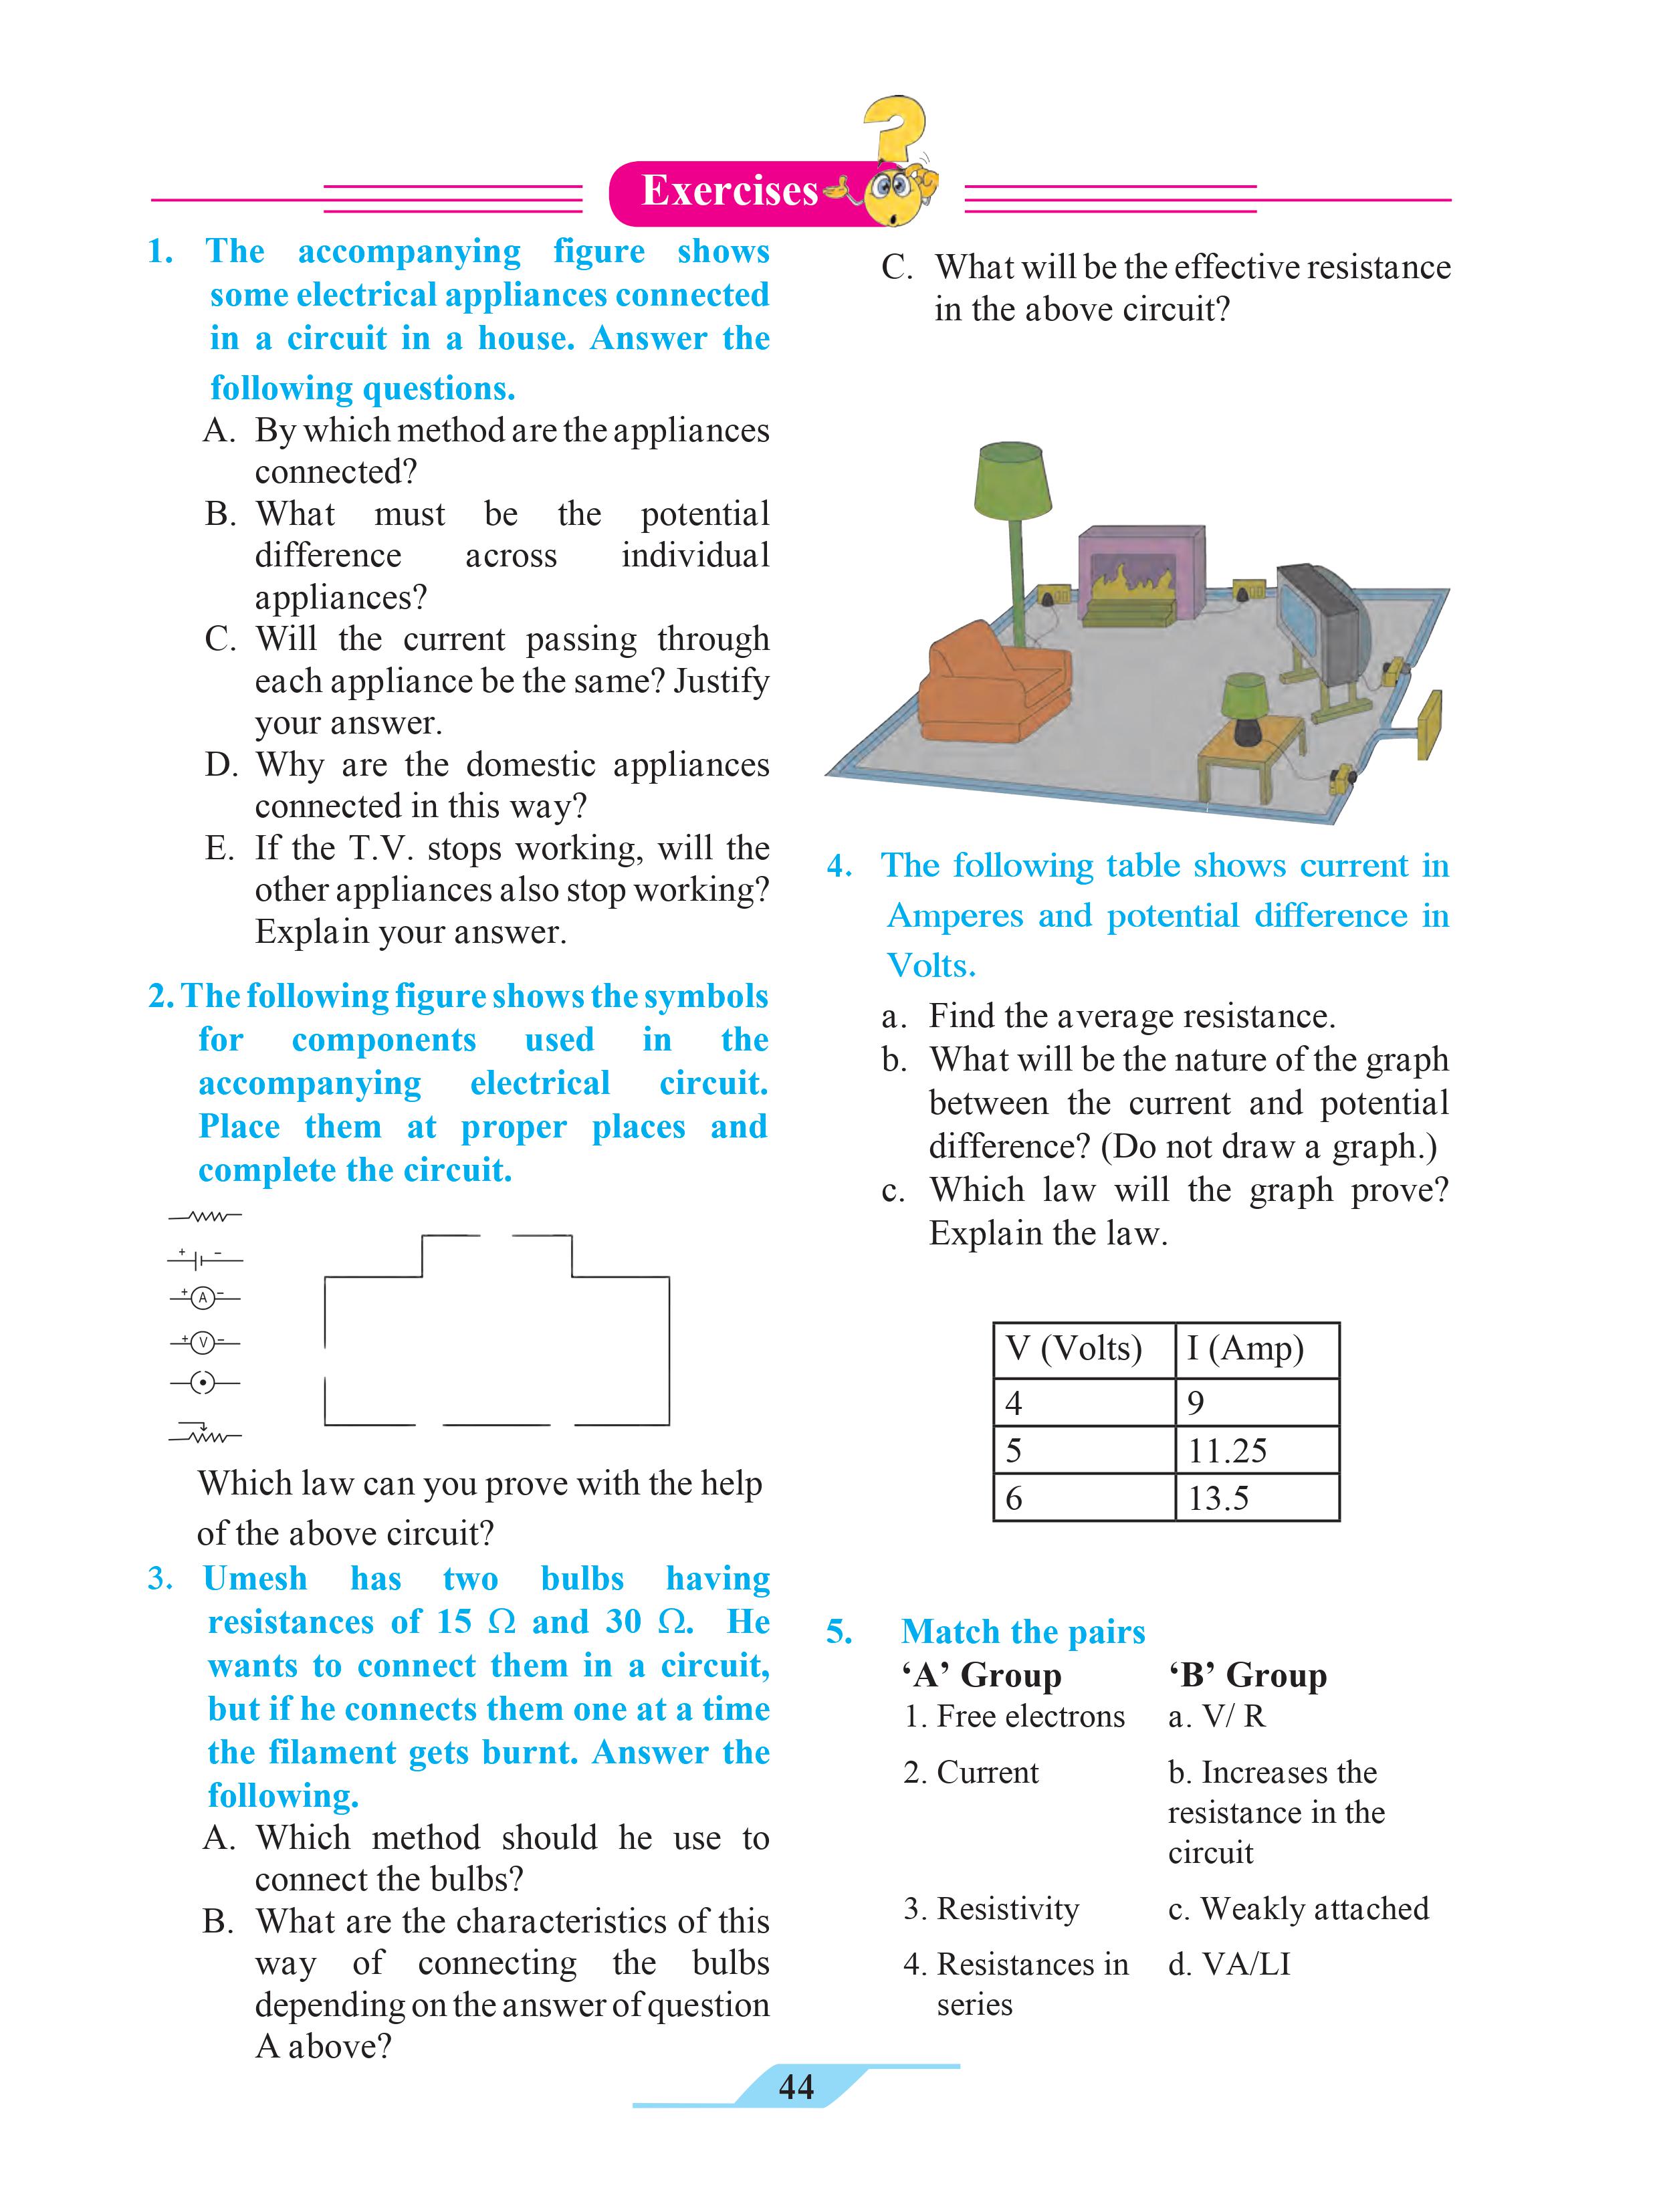 Exercises
1. The accompanying figure shows
some electrical appliances connected
in a circuit in a house. Answer the
following questions.
A. By which method are the appliances
connected?
B. What must be the potential
difference across individual
appliances?
C. Will the current passing through
each appliance be the same? Justify
your answer.
D. Why are the domestic appliances
connected in this way?
E. If the T.V. stops working, will the
other appliances also stop working?
Explain your answer.
2. The following figure shows the symbols
for components used in the
accompanying electrical circuit.
Place them at proper places and
complete the circuit.
+ -
+ A -
+ V -
Which law can you prove with the help
of the above circuit?
3. Umesh has two bulbs having
resistances of 15 Ω and 30 Ω. He
wants to connect them in a circuit,
but if he connects them one at a time
the filament gets burnt. Answer the
following.
A. Which method should he use to
connect the bulbs?
B. What are the characteristics of this
way of connecting the bulbs
depending on the answer of question
A above?
C. What will be the effective resistance
in the above circuit?
4. The following table shows current in
Amperes and potential difference in
Volts.
a. Find the average resistance.
b. What will be the nature of the graph
between the current and potential
difference? (Do not draw a graph.)
c. Which law will the graph prove?
Explain the law.
V (Volts) I (Amp)
4 9
5 11.25
6 13.5
5. Match the pairs
‘A’ Group ‘B’ Group
1. Free electrons a. V/ R
2. Current b. Increases the
resistance in the
circuit
3. Resistivity c. Weakly attached
4. Resistances in d. VA/LI
series
44